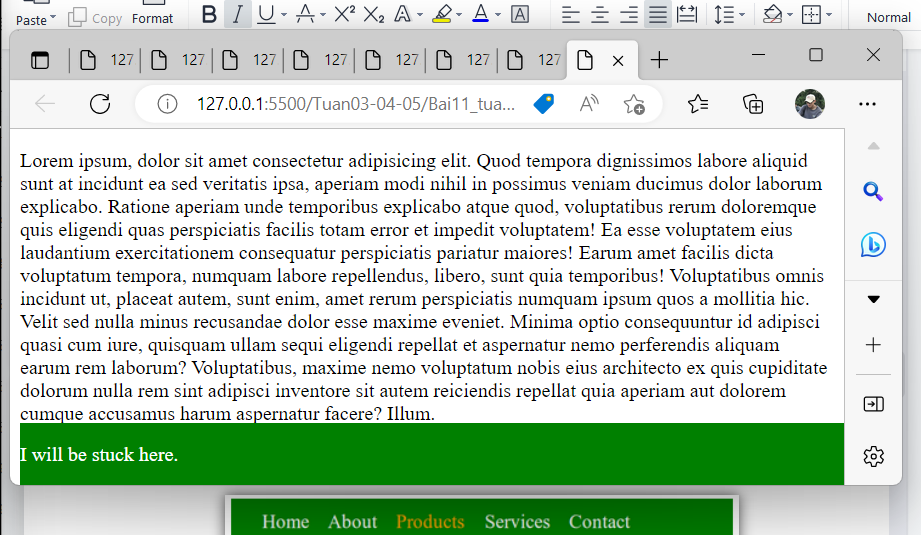 Paste Copy Format
B I U A X² X₂ A A A Normal
127 127 127 127 127 127 127
127.0.0.1:5500/Tuan03-04-05/Bai11_tua...
Lorem ipsum, dolor sit amet consectetur adipisicing elit. Quod tempora dignissimos labore aliquid
sunt at incidunt ea sed veritatis ipsa, aperiam modi nihil in possimus veniam ducimus dolor laborum
explicabo. Ratione aperiam unde temporibus explicabo atque quod, voluptatibus rerum doloremque
quis eligendi quas perspiciatis facilis totam error et impedit voluptatem! Ea esse voluptatem eius
laudantium exercitationem consequatur perspiciatis pariatur maiores! Earum amet facilis dicta
voluptatum tempora, numquam labore repellendus, libero, sunt quia temporibus! Voluptatibus omnis
incidunt ut, placeat autem, sunt enim, amet rerum perspiciatis numquam ipsum quos a mollitia hic.
Velit sed nulla minus recusandae dolor esse maxime eveniet. Minima optio consequuntur id adipisci
quasi cum iure, quisquam ullam sequi eligendi repellat et aspernatur nemo perferendis aliquam
earum rem laborum? Voluptatibus, maxime nemo voluptatum nobis eius architecto ex quis cupiditate
dolorum nulla rem sint adipisci inventore sit autem reiciendis repellat quia aperiam aut dolorem
cumque accusamus harum aspernatur facere? Illum.
I will be stuck here.
Home About Products Services Contact